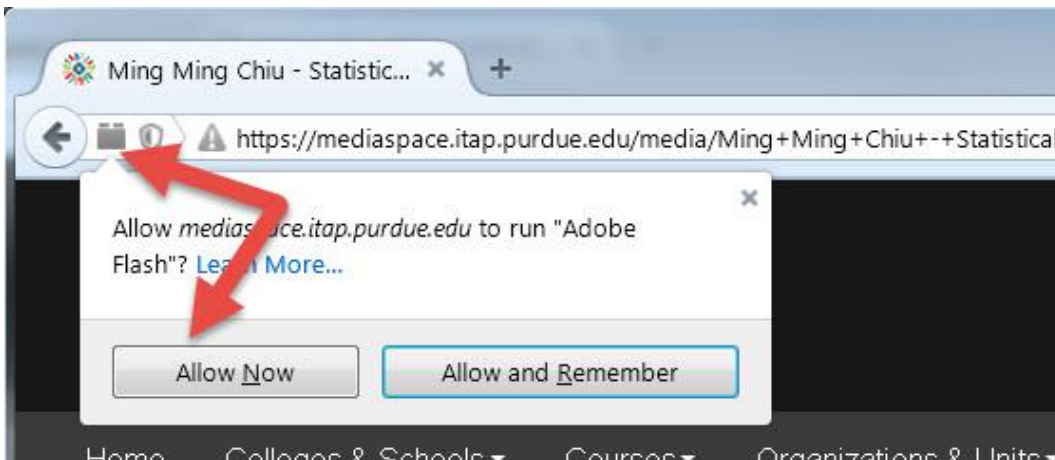 Ming Ming Chiu - Statistic...
https://mediaspace.itap.purdue.edu/media/Ming+Ming+Chiu+-+Statistical
Allow mediaspace.itap.purdue.edu to run "Adobe
Flash"? Learn More...
Allow Now
Allow and Remember
Home Colleges & Schools Courses Organizations & Units